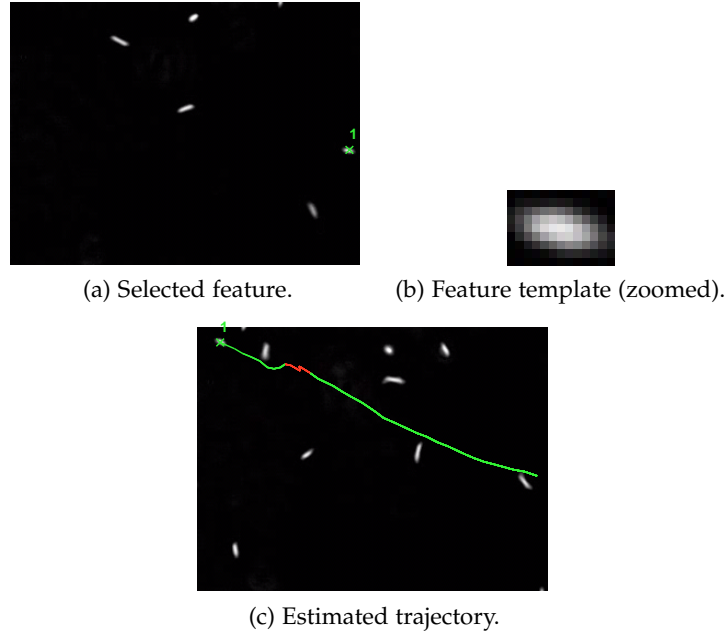 1
(a) Selected feature.
(b) Feature template (zoomed).
1
(c) Estimated trajectory.